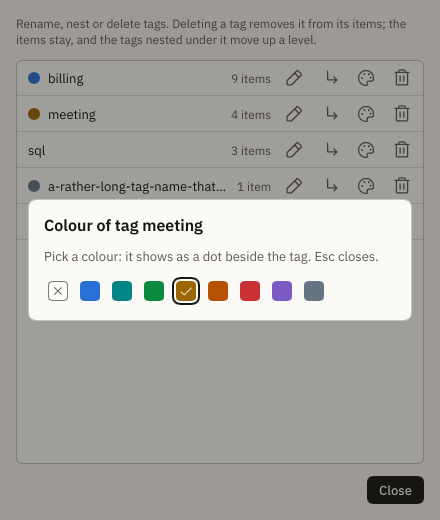 Rename, nest or delete tags. Deleting a tag removes it from its items; the
items stay, and the tags nested under it move up a level.
billing 9 items
meeting 4 items
sql 3 items
a-rather-long-tag-name-that... 1 item
Colour of tag meeting
Pick a colour: it shows as a dot beside the tag. Esc closes.
Close